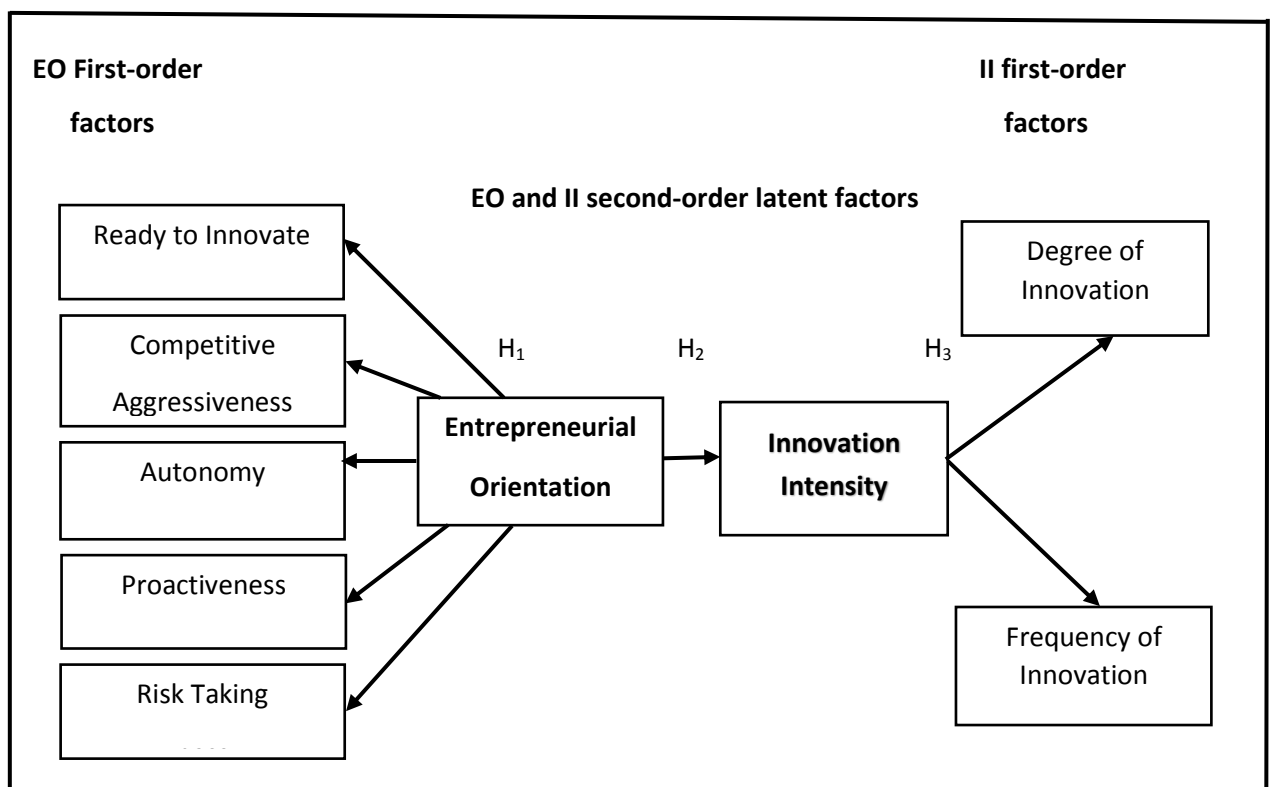 EO First-order
factors
II first-order
factors
EO and II second-order latent factors
Ready to Innovate
Competitive
Aggressiveness
Autonomy
Proactiveness
Risk Taking
H₁
H₂
H₃
Entrepreneurial
Orientation
Innovation
Intensity
Degree of
Innovation
Frequency of
Innovation